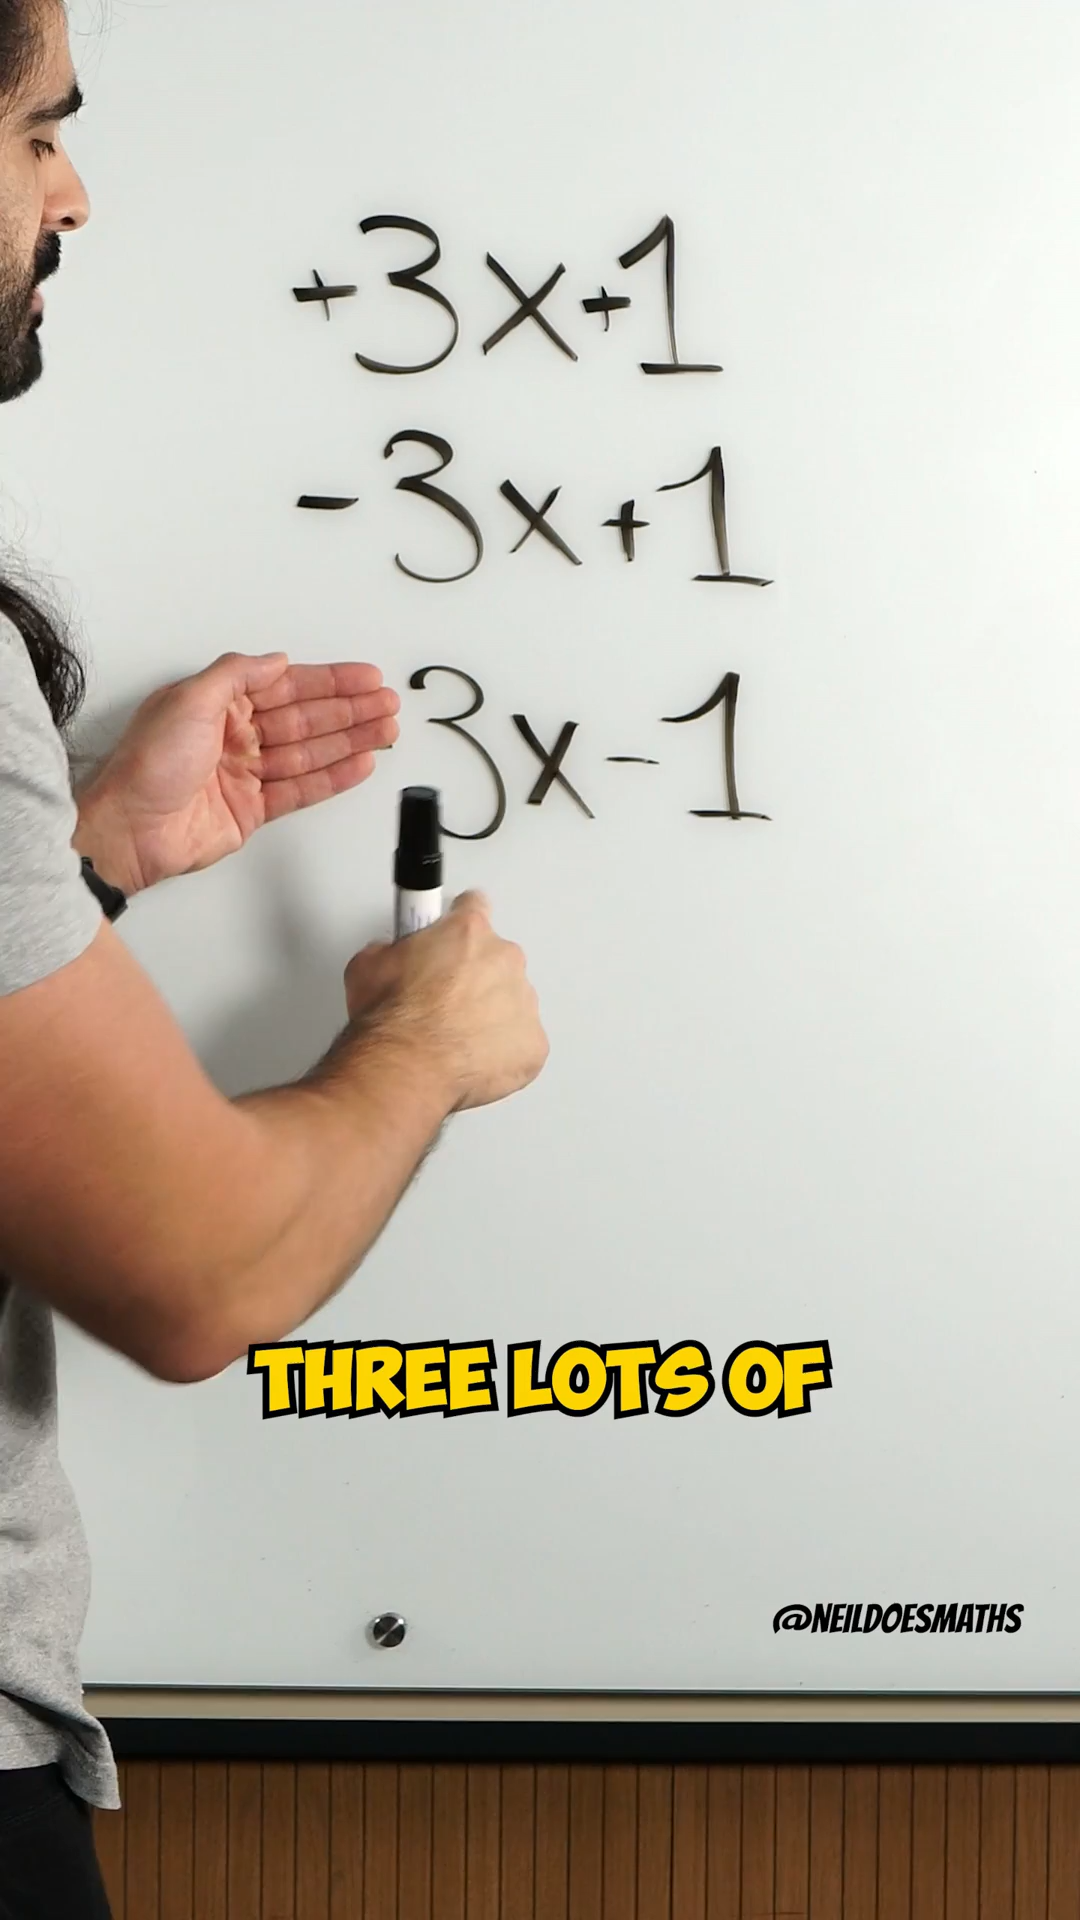 +3x+1
-3x+1
3x-1
THREE LOTS OF
@NEILDOESMATHS